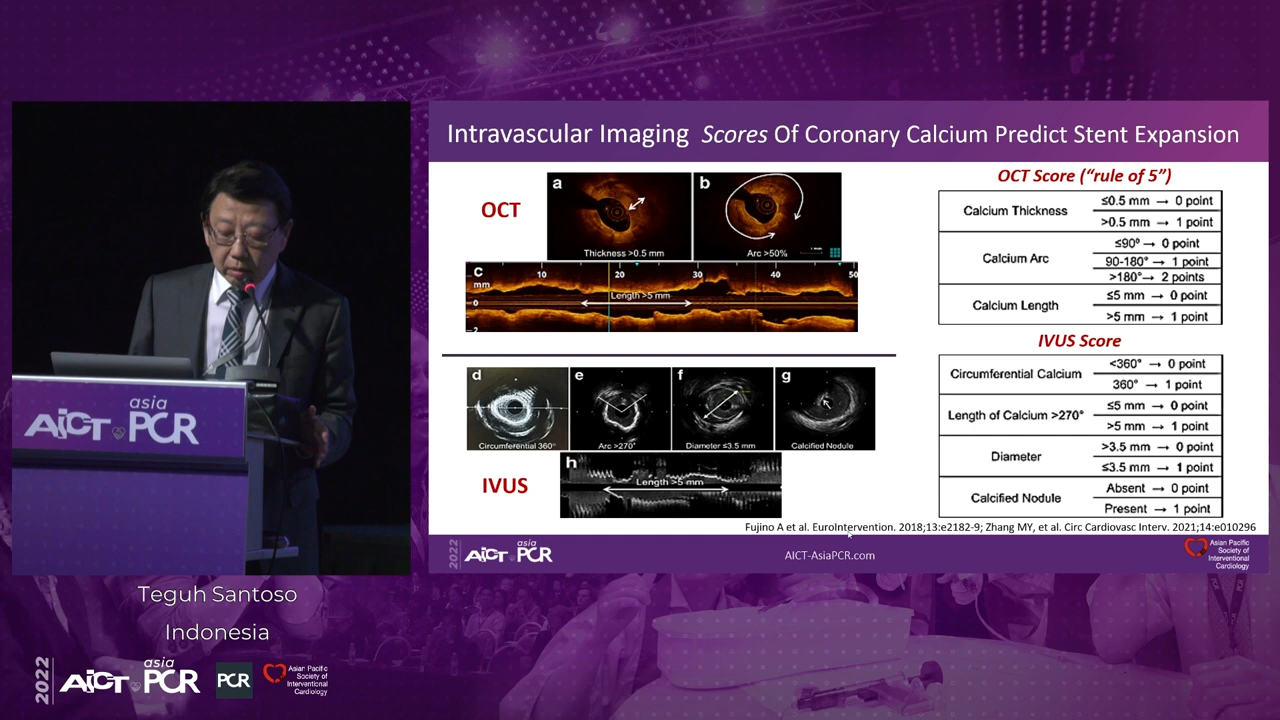 Intravascular Imaging Scores Of Coronary Calcium Predict Stent Expansion
OCT
a
Thickness >0.5 mm
b
Arc >50%
c
mm
10
20
30
40
50
0
2
Length >5 mm
d
Circumferential 360°
e
Arc >270°
f
Diameter ≤3.5 mm
g
Calcified Nodule
IVUS
h
Length >5 mm
OCT Score (“rule of 5”)
Calcium Thickness
≤0.5 mm → 0 point
>0.5 mm → 1 point
Calcium Arc
≤90° → 0 point
90-180° → 1 point
>180°→ 2 points
Calcium Length
≤5 mm → 0 point
>5 mm → 1 point
IVUS Score
Circumferential Calcium
<360° → 0 point
360° → 1 point
Length of Calcium >270°
≤5 mm → 0 point
>5 mm → 1 point
Diameter
>3.5 mm → 0 point
≤3.5 mm → 1 point
Calcified Nodule
Absent → 0 point
Present → 1 point
Fujino A et al. EuroIntervention. 2018;13:e2182-9; Zhang MY, et al. Circ Cardiovasc Interv. 2021;14:e010296
2022
AICT asia PCR
AICT-AsiaPCR.com
Asian Pacific
Society of
Interventional
Cardiology
AICT asia PCR
Teguh Santoso
Indonesia
2022
AICT asia PCR
PCR
Asian Pacific
Society of
Interventional
Cardiology